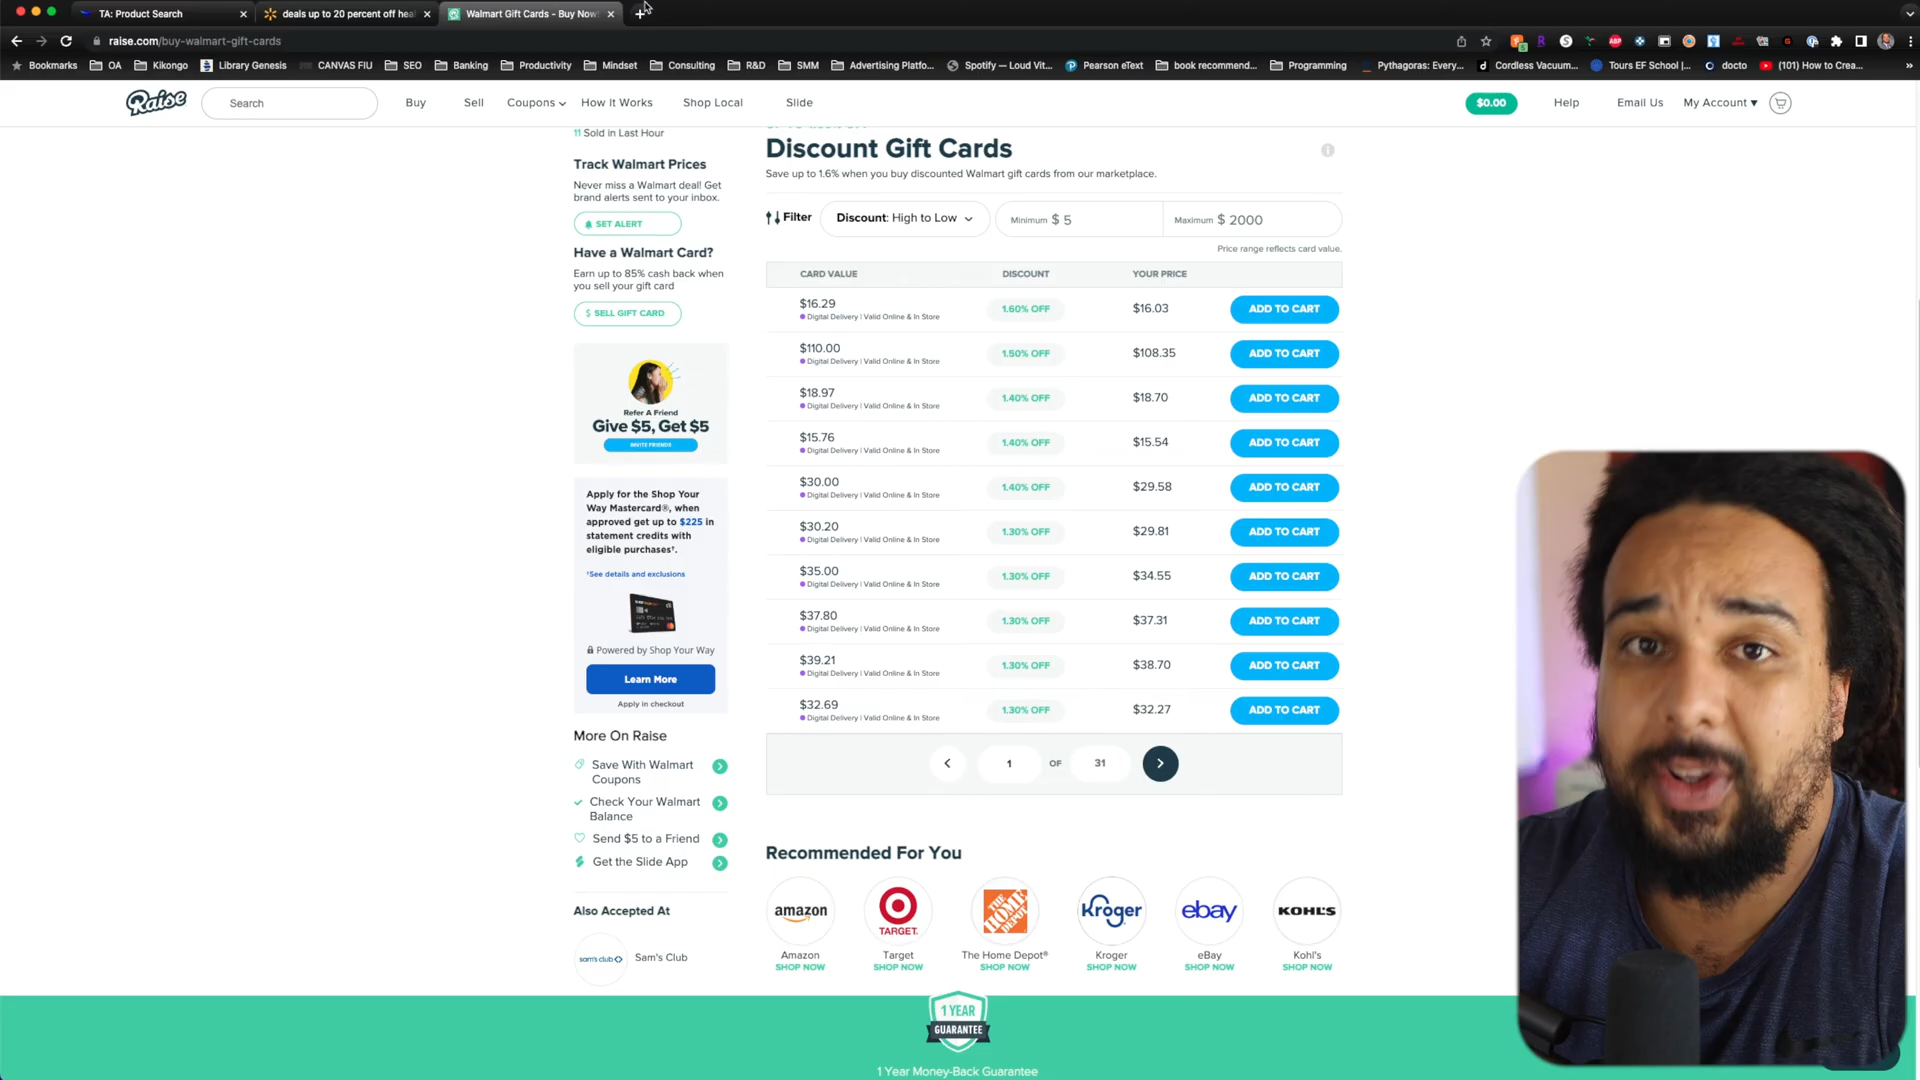 TA: Product Search
deals up to 20 percent off hea
Walmart Gift Cards - Buy Now
raise.com/buy-walmart-gift-cards
Bookmarks OA Kikongo Library Genesis CANVAS FIU SEO Banking Productivity Mindset Consulting R&D SMM Advertising Platfo... Spotify – Loud Vit... Pearson eText book recommend... Programming Pythagoras: Every... Cordless Vacuum... Tours EF School |... docto (101) How to Crea...
Raise
Search
Buy Sell Coupons How It Works Shop Local Slide
$0.00 Help Email Us My Account
11 Sold in Last Hour
Track Walmart Prices
Never miss a Walmart deal! Get
brand alerts sent to your inbox.
SET ALERT
Have a Walmart Card?
Earn up to 85% cash back when
you sell your gift card
$ SELL GIFT CARD
Refer A Friend
Give $5, Get $5
INVITE FRIENDS
Apply for the Shop Your
Way Mastercard®, when
approved get up to $225 in
statement credits with
eligible purchases†.
†See details and exclusions
Powered by Shop Your Way
Learn More
Apply in checkout
More On Raise
Save With Walmart
Coupons
Check Your Walmart
Balance
Send $5 to a Friend
Get the Slide App
Also Accepted At
sam's club
Sam's Club
Discount Gift Cards
Save up to 1.6% when you buy discounted Walmart gift cards from our marketplace.
Filter Discount: High to Low Minimum $ 5 Maximum $ 2000
Price range reflects card value.
CARD VALUE DISCOUNT YOUR PRICE
$16.29 1.60% OFF $16.03 ADD TO CART
Digital Delivery | Valid Online & In Store
$110.00 1.50% OFF $108.35 ADD TO CART
Digital Delivery | Valid Online & In Store
$18.97 1.40% OFF $18.70 ADD TO CART
Digital Delivery | Valid Online & In Store
$15.76 1.40% OFF $15.54 ADD TO CART
Digital Delivery | Valid Online & In Store
$30.00 1.40% OFF $29.58 ADD TO CART
Digital Delivery | Valid Online & In Store
$30.20 1.30% OFF $29.81 ADD TO CART
Digital Delivery | Valid Online & In Store
$35.00 1.30% OFF $34.55 ADD TO CART
Digital Delivery | Valid Online & In Store
$37.80 1.30% OFF $37.31 ADD TO CART
Digital Delivery | Valid Online & In Store
$39.21 1.30% OFF $38.70 ADD TO CART
Digital Delivery | Valid Online & In Store
$32.69 1.30% OFF $32.27 ADD TO CART
Digital Delivery | Valid Online & In Store
1 OF 31
Recommended For You
amazon TARGET THE HOME DEPOT Kroger ebay KOHL'S
Amazon Target The Home Depot® Kroger eBay Kohl's
SHOP NOW SHOP NOW SHOP NOW SHOP NOW SHOP NOW SHOP NOW
1 YEAR
GUARANTEE
1 Year Money-Back Guarantee